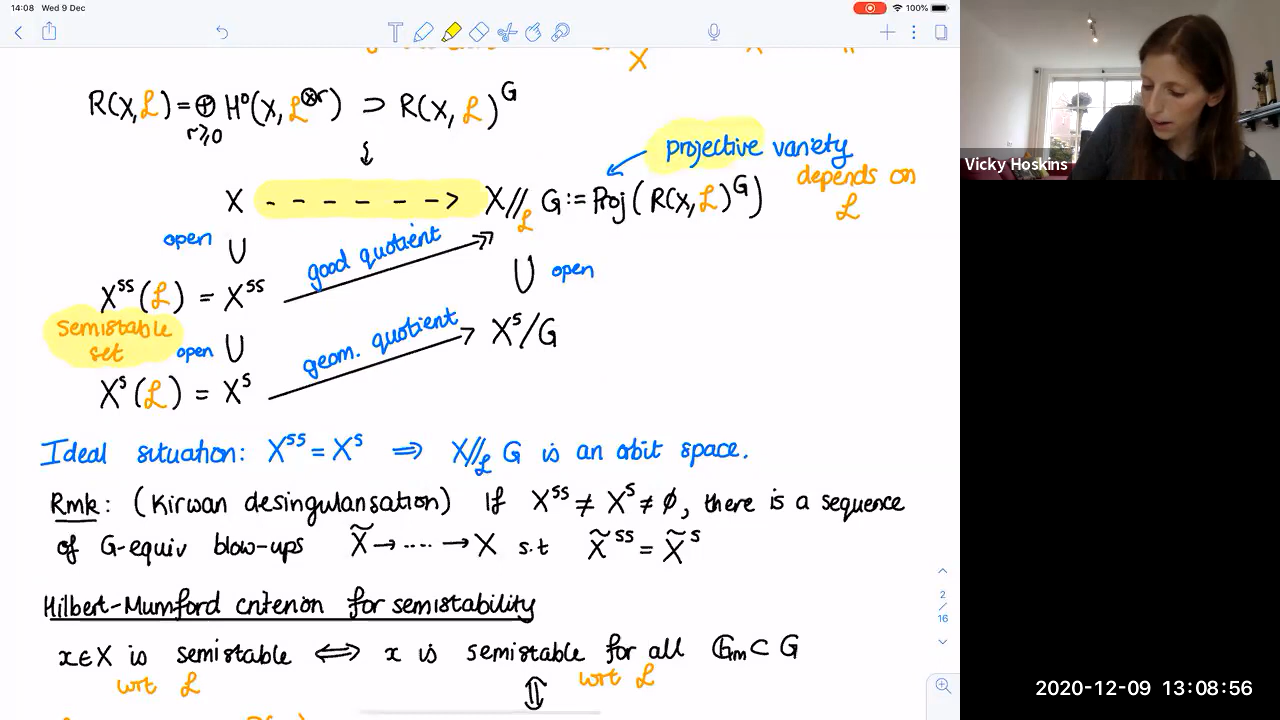 14:08 Wed 9 Dec
100%
X
R(X,ℒ) = ⊕ H⁰(X, ℒ^⊗r) ⊃ R(X, ℒ)^G
r≥0
projective variety
depends on ℒ
X - - - - - - > X//_ℒ G := Proj(R(X,ℒ)^G)
open ∪
good quotient
∪ open
X^ss(ℒ) = X^ss
semistable set
open ∪
geom. quotient
X^s/G
X^s(ℒ) = X^s
Ideal situation: X^ss = X^s ⇒ X//_ℒ G is an orbit space.
Rmk: (Kirwan desingularisation) If X^ss ≠ X^s ≠ ∅, there is a sequence
of G-equiv blow-ups X̃ → .... → X s.t X̃^ss = X̃^s
Hilbert-Mumford criterion for semistability
x∈X is semistable ⟺ x is semistable for all 𝔾m ⊂ G
wrt ℒ
wrt ℒ
⇕
2
/
16
Vicky Hoskins
2020-12-09 13:08:56